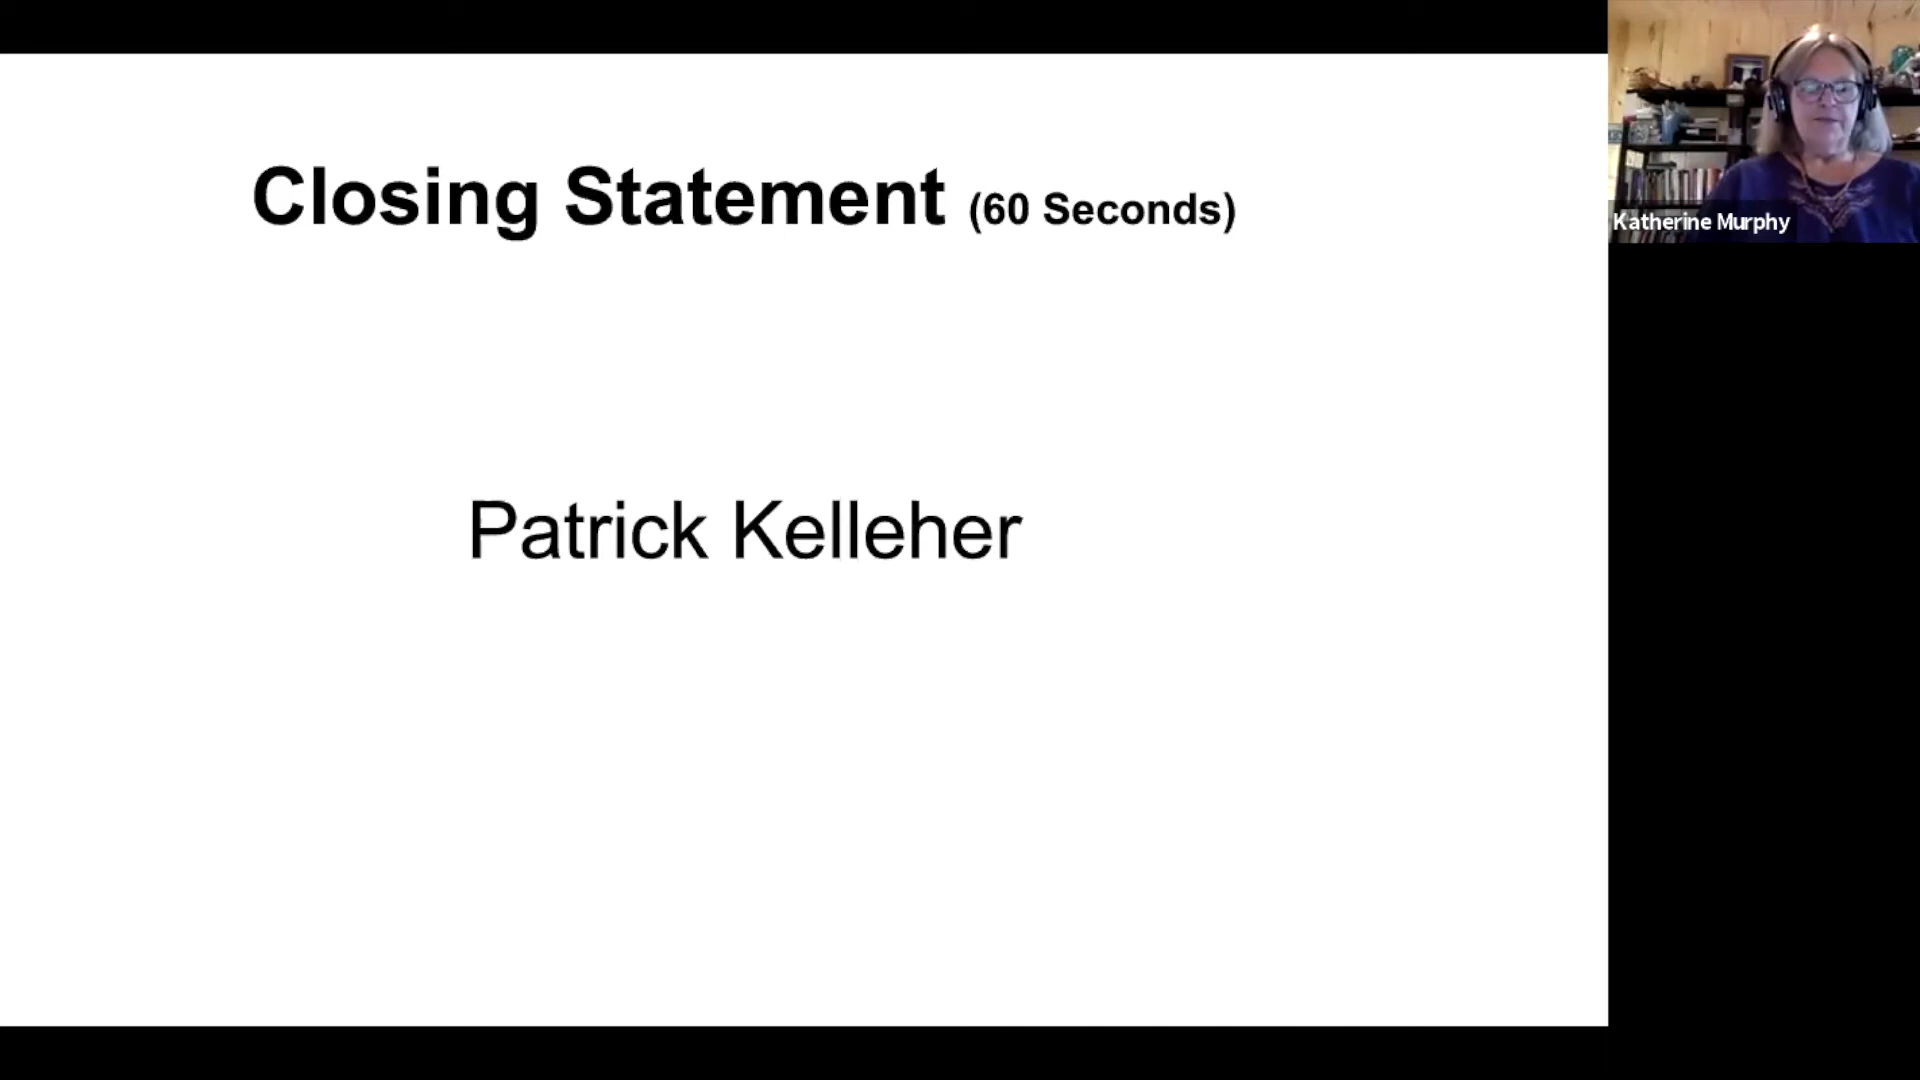 Closing Statement (60 Seconds)
Patrick Kelleher
Katherine Murphy